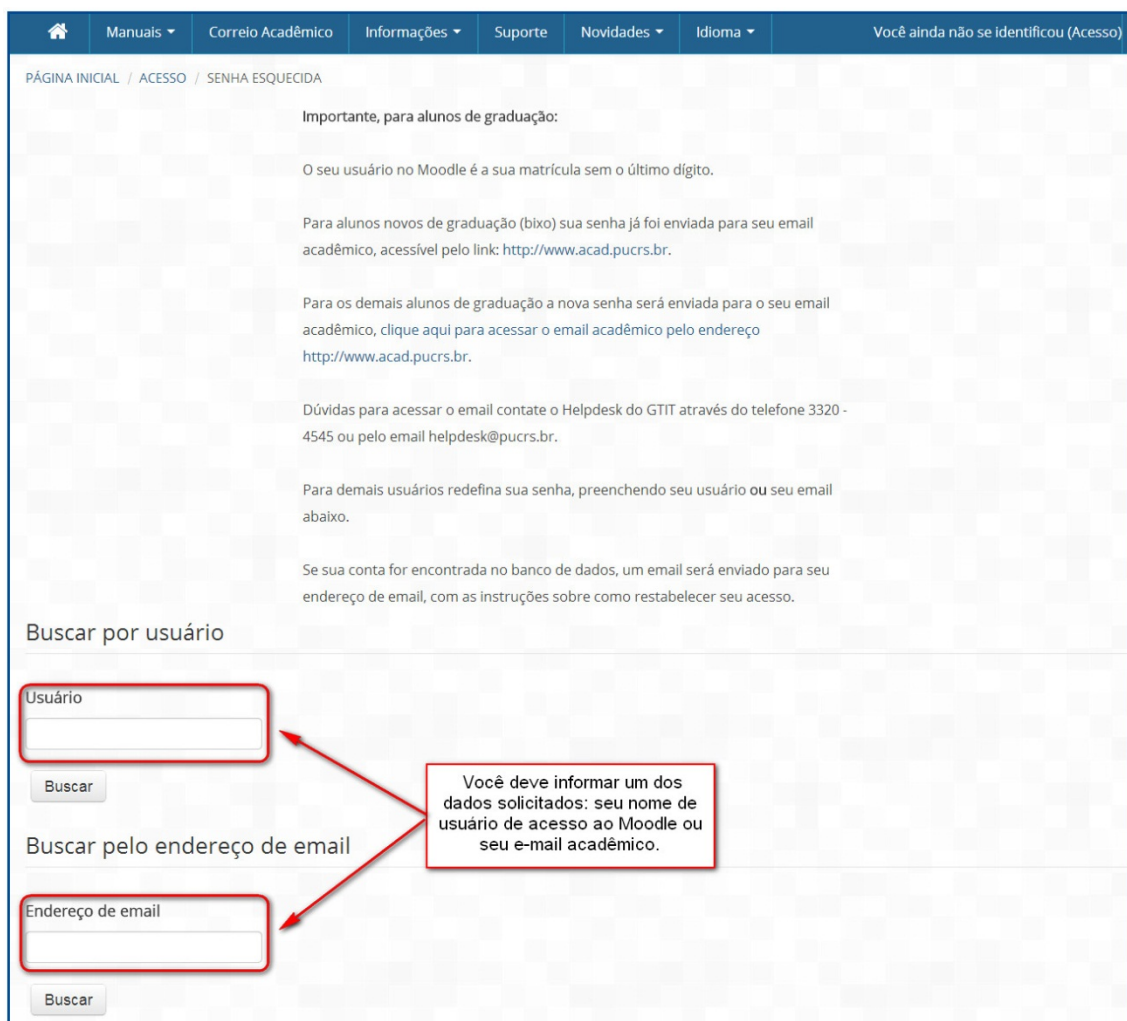 Manuais Correio Acadêmico Informações Suporte Novidades Idioma Você ainda não se identificou (Acesso)
PÁGINA INICIAL / ACESSO / SENHA ESQUECIDA
Importante, para alunos de graduação:
O seu usuário no Moodle é a sua matrícula sem o último dígito.
Para alunos novos de graduação (bixo) sua senha já foi enviada para seu email
acadêmico, acessível pelo link: http://www.acad.pucrs.br.
Para os demais alunos de graduação a nova senha será enviada para o seu email
acadêmico, clique aqui para acessar o email acadêmico pelo endereço
http://www.acad.pucrs.br.
Dúvidas para acessar o email contate o Helpdesk do GTIT através do telefone 3320 -
4545 ou pelo email helpdesk@pucrs.br.
Para demais usuários redefina sua senha, preenchendo seu usuário ou seu email
abaixo.
Se sua conta for encontrada no banco de dados, um email será enviado para seu
endereço de email, com as instruções sobre como restabelecer seu acesso.
Buscar por usuário
Usuário
Buscar
Você deve informar um dos
dados solicitados: seu nome de
usuário de acesso ao Moodle ou
seu e-mail acadêmico.
Buscar pelo endereço de email
Endereço de email
Buscar